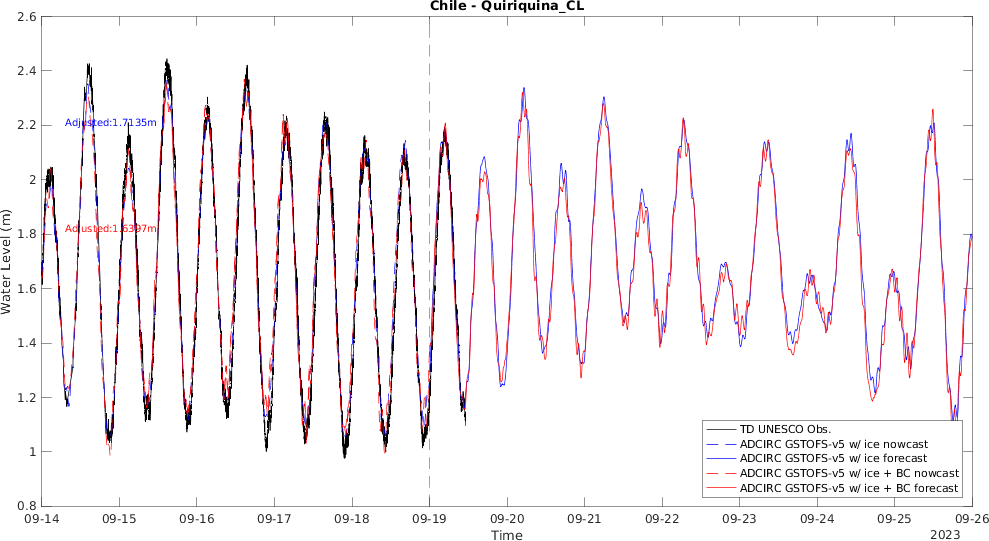 Chile - Quiriquina_CL
2.6
2.4
2.2
2
1.8
1.6
1.4
1.2
1
0.8
Water Level (m)
Adjusted:1.7135m
Adjusted:1.6397m
TD UNESCO Obs.
ADCIRC GSTOFS-v5 w/ ice nowcast
ADCIRC GSTOFS-v5 w/ ice forecast
ADCIRC GSTOFS-v5 w/ ice + BC nowcast
ADCIRC GSTOFS-v5 w/ ice + BC forecast
09-14 09-15 09-16 09-17 09-18 09-19 09-20 09-21 09-22 09-23 09-24 09-25 09-26
Time
2023